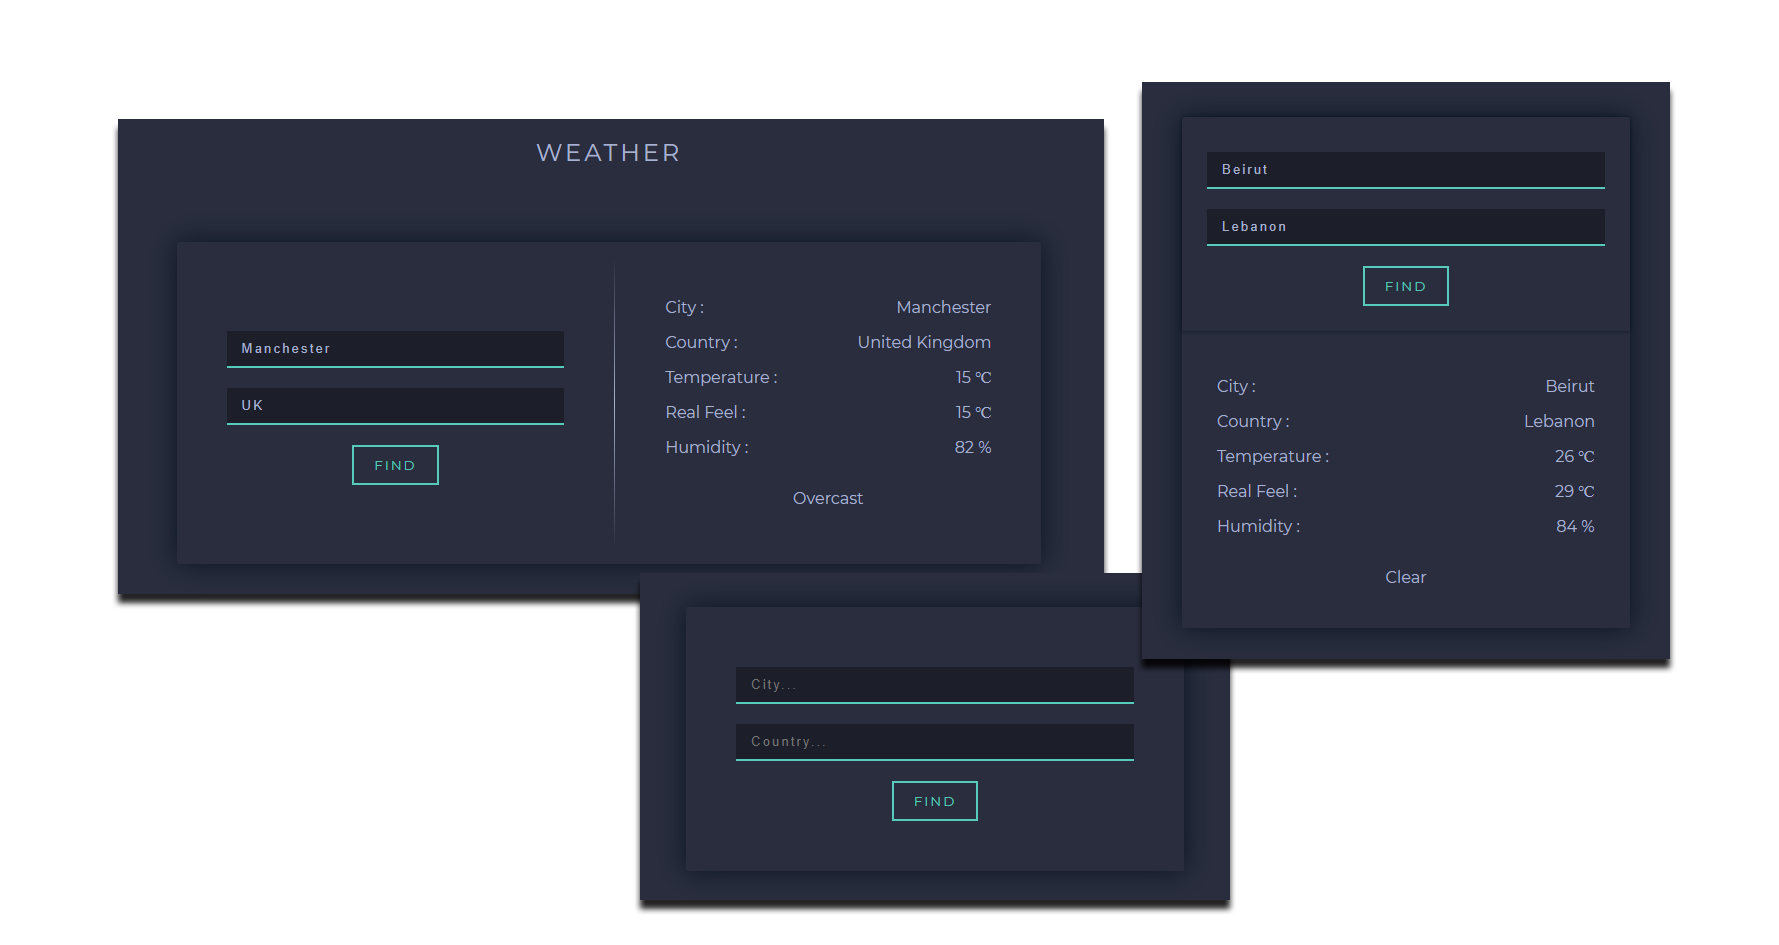 WEATHER
Manchester
UK
FIND
City : Manchester
Country : United Kingdom
Temperature : 15 ℃
Real Feel : 15 ℃
Humidity : 82 %
Overcast
Beirut
Lebanon
FIND
City : Beirut
Country : Lebanon
Temperature : 26 ℃
Real Feel : 29 ℃
Humidity : 84 %
Clear
City...
Country...
FIND